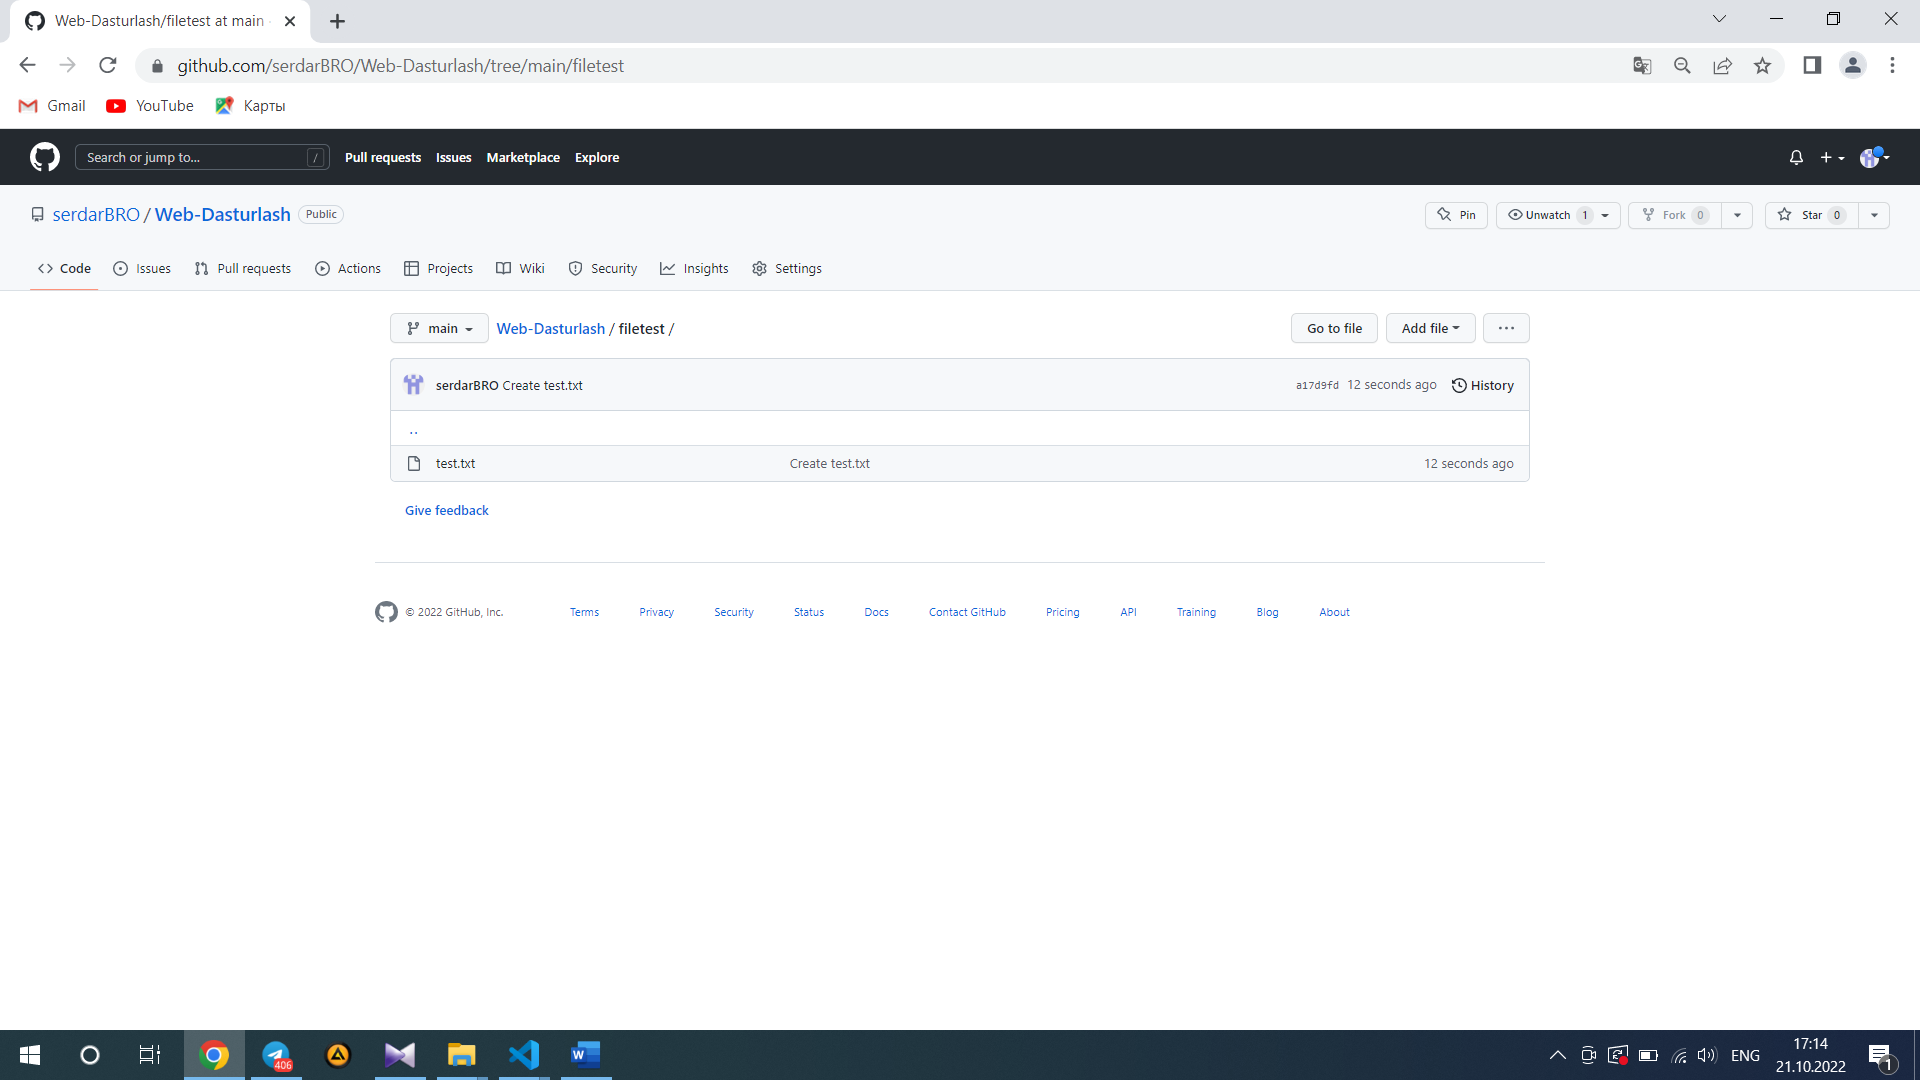 Web-Dasturlash/filetest at main
github.com/serdarBRO/Web-Dasturlash/tree/main/filetest
Gmail YouTube Карты
Search or jump to... / Pull requests Issues Marketplace Explore
serdarBRO / Web-Dasturlash Public Pin Unwatch 1 Fork 0 Star 0
Code Issues Pull requests Actions Projects Wiki Security Insights Settings
main Web-Dasturlash / filetest / Go to file Add file ...
serdarBRO Create test.txt a17d9fd 12 seconds ago History
..
test.txt Create test.txt 12 seconds ago
Give feedback
© 2022 GitHub, Inc. Terms Privacy Security Status Docs Contact GitHub Pricing API Training Blog About
406 W ENG 17:14
21.10.2022 1